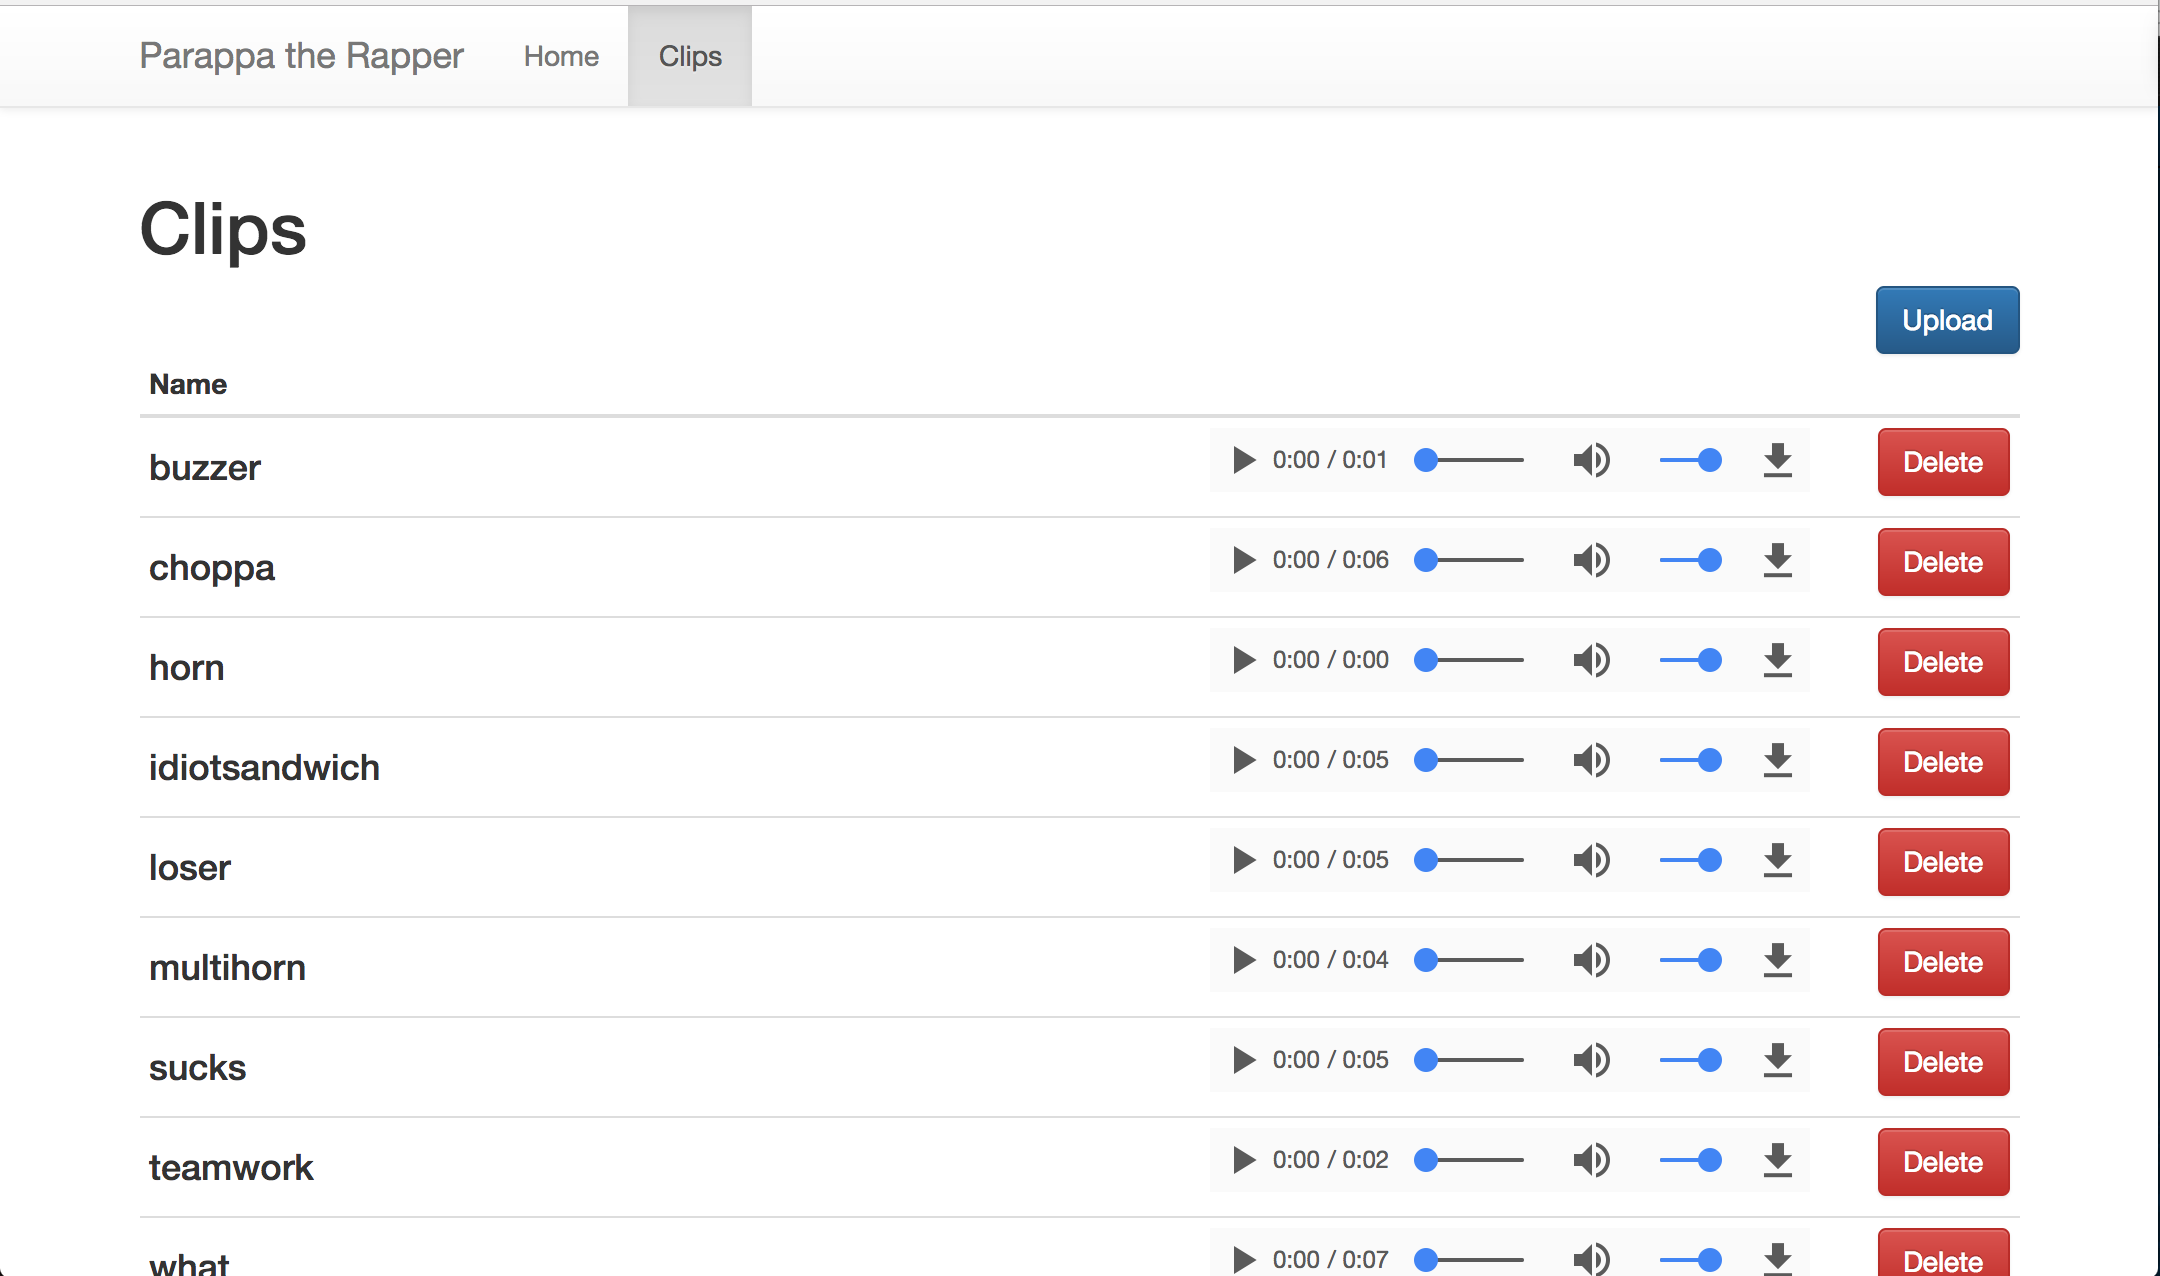 Parappa the Rapper Home Clips
Clips
Upload
Name
buzzer 0:00 / 0:01 Delete
choppa 0:00 / 0:06 Delete
horn 0:00 / 0:00 Delete
idiotsandwich 0:00 / 0:05 Delete
loser 0:00 / 0:05 Delete
multihorn 0:00 / 0:04 Delete
sucks 0:00 / 0:05 Delete
teamwork 0:00 / 0:02 Delete
what 0:00 / 0:07 Delete